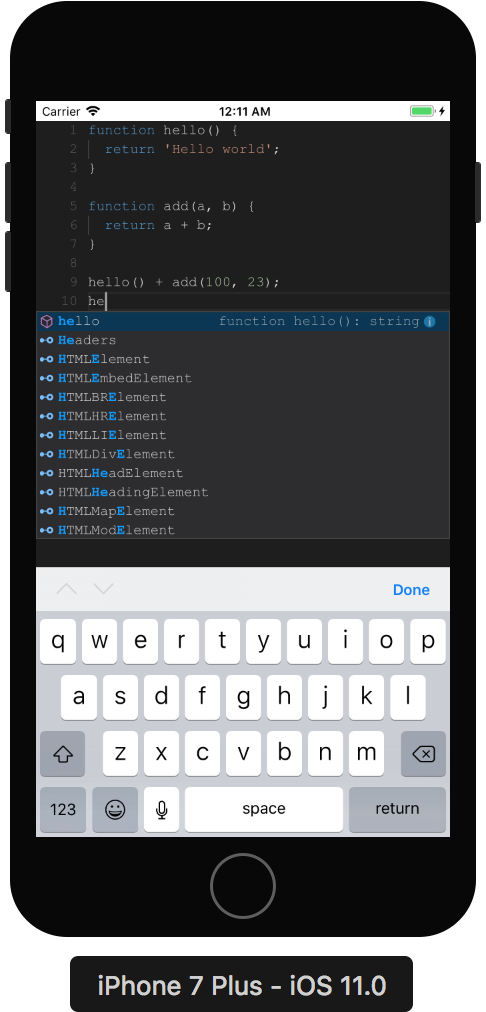 Carrier 12:11 AM
1 function hello() {
2 return 'Hello world';
3 }
4
5 function add(a, b) {
6 return a + b;
7 }
8
9 hello() + add(100, 23);
10 he
hello function hello(): string
Headers
HTMLElement
HTMLEmbedElement
HTMLBRElement
HTMLHRElement
HTMLLIElement
HTMLDivElement
HTMLHeadElement
HTMLHeadingElement
HTMLMapElement
HTMLModElement
Done
q w e r t y u i o p
a s d f g h j k l
z x c v b n m
123 space return
iPhone 7 Plus - iOS 11.0